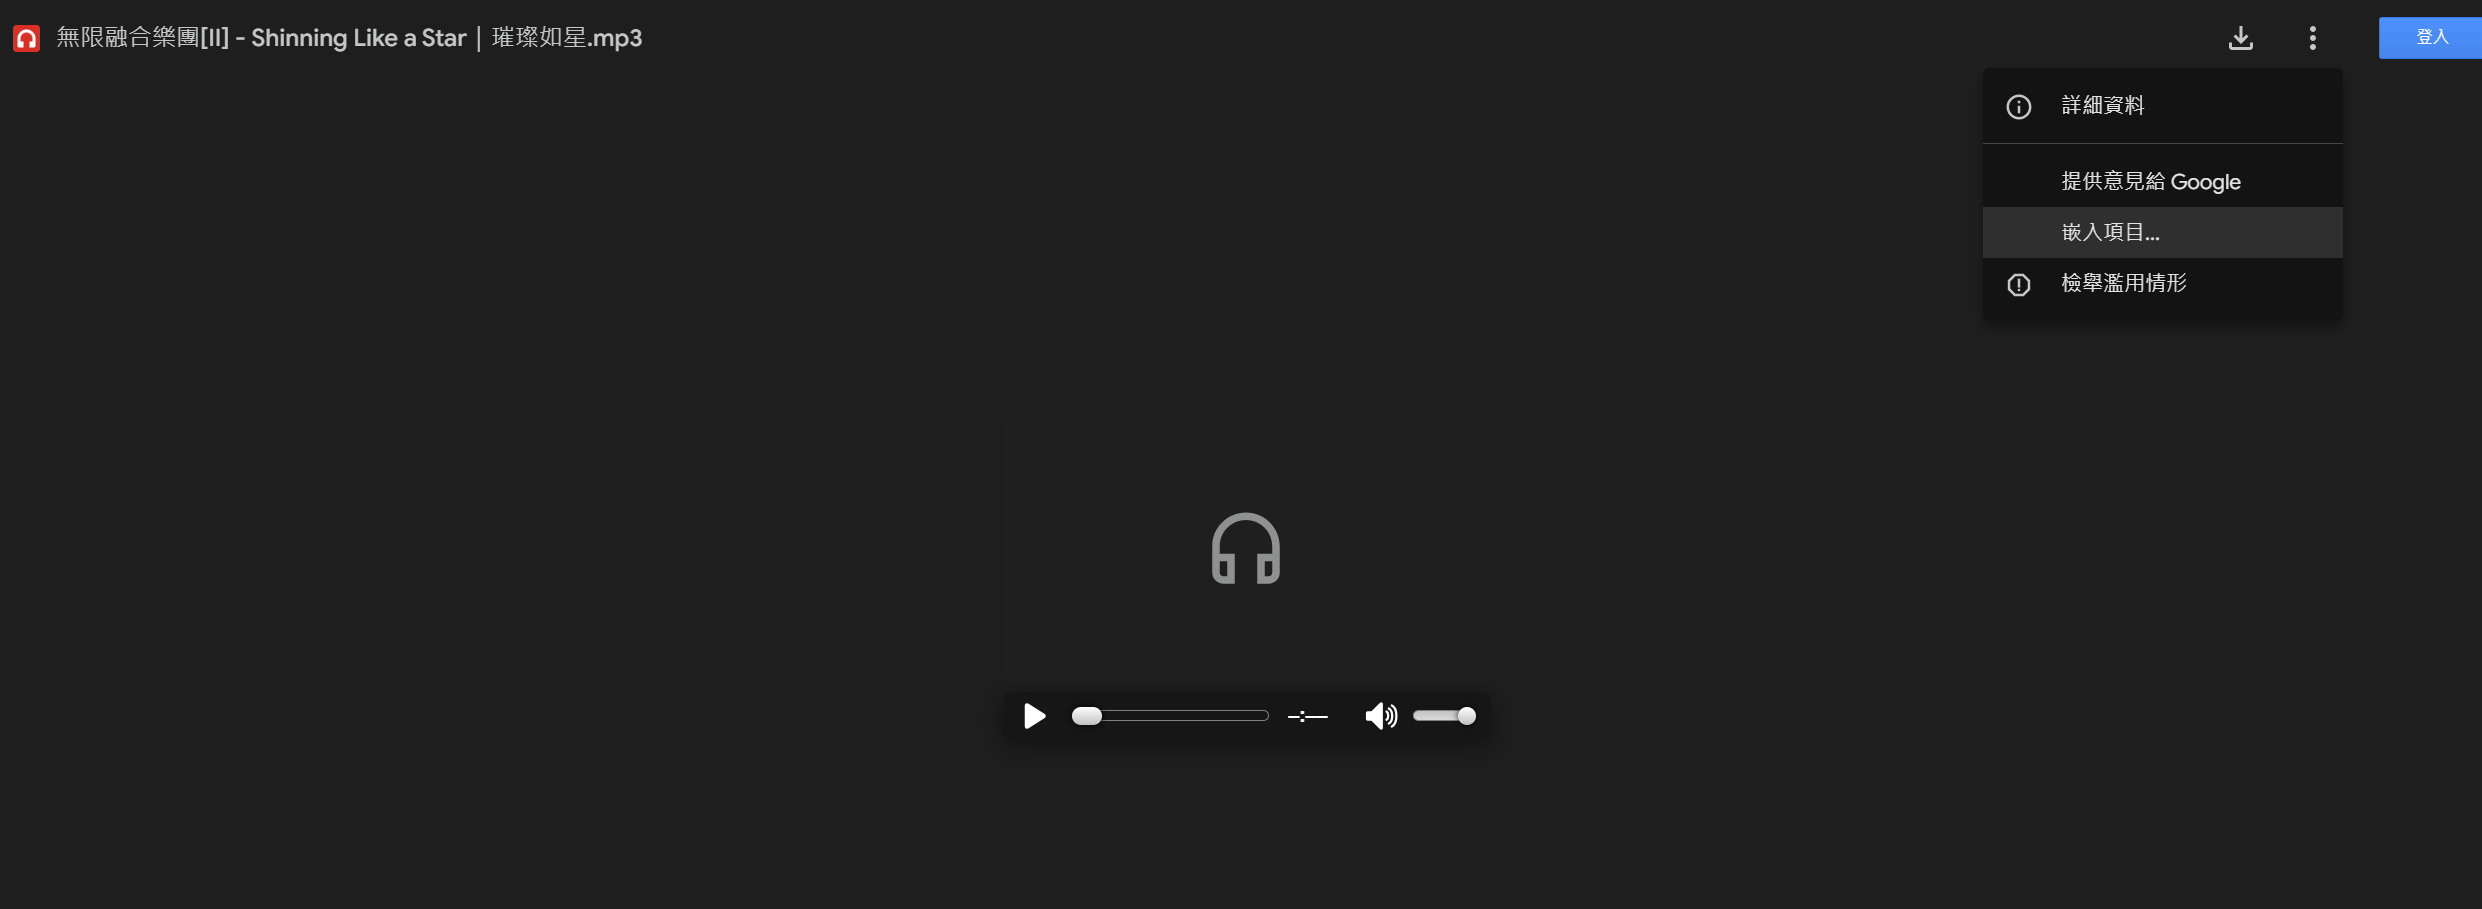 無限融合樂團[II] - Shinning Like a Star｜璀璨如星.mp3
登入
詳細資料
提供意見給 Google
嵌入項目...
檢舉濫用情形
--:--